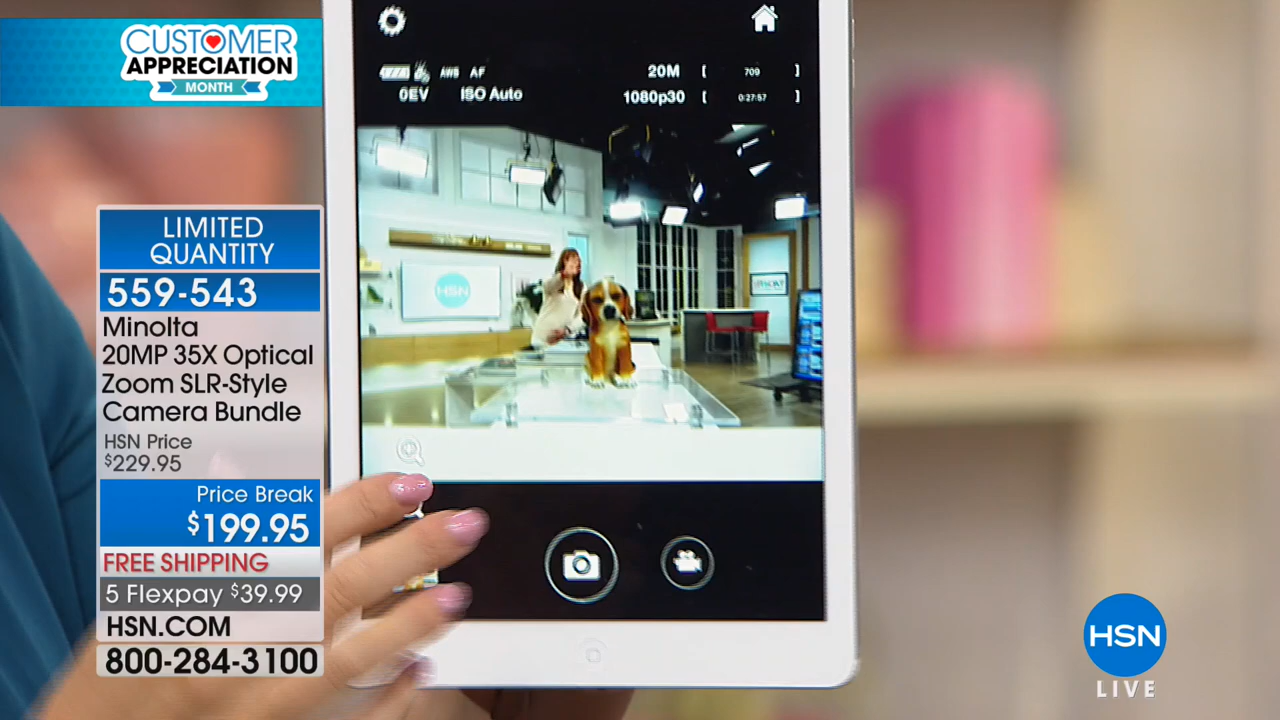 CUSTOMER
APPRECIATION
MONTH
LIMITED
QUANTITY
559-543
Minolta
20MP 35X Optical
Zoom SLR-Style
Camera Bundle
HSN Price
$229.95
Price Break
$199.95
FREE SHIPPING
5 Flexpay $39.99
HSN.COM
800-284-3100
AWB AF 20M [ 709 ]
0EV ISO Auto 1080p30 [ 0:27:57 ]
HSN
HSN
LIVE